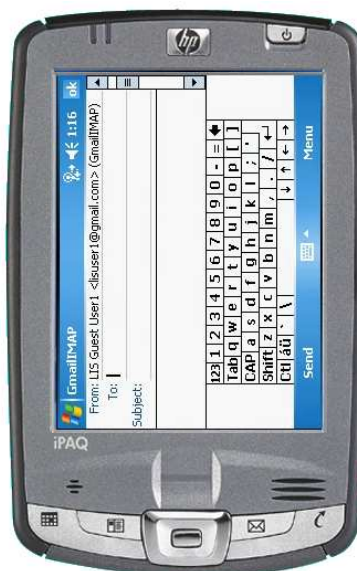 hp
iPAQ
GmailIMAP 1:16 ok
From: LIS Guest User1 <lisuser1@gmail.com> (GmailIMAP)
To:
Subject:
123 1 2 3 4 5 6 7 8 9 0 - =
Tab q w e r t y u i o p [ ]
CAP a s d f g h j k l ; '
Shift z x c v b n m , . /
Ctl áü ` \
Send Menu